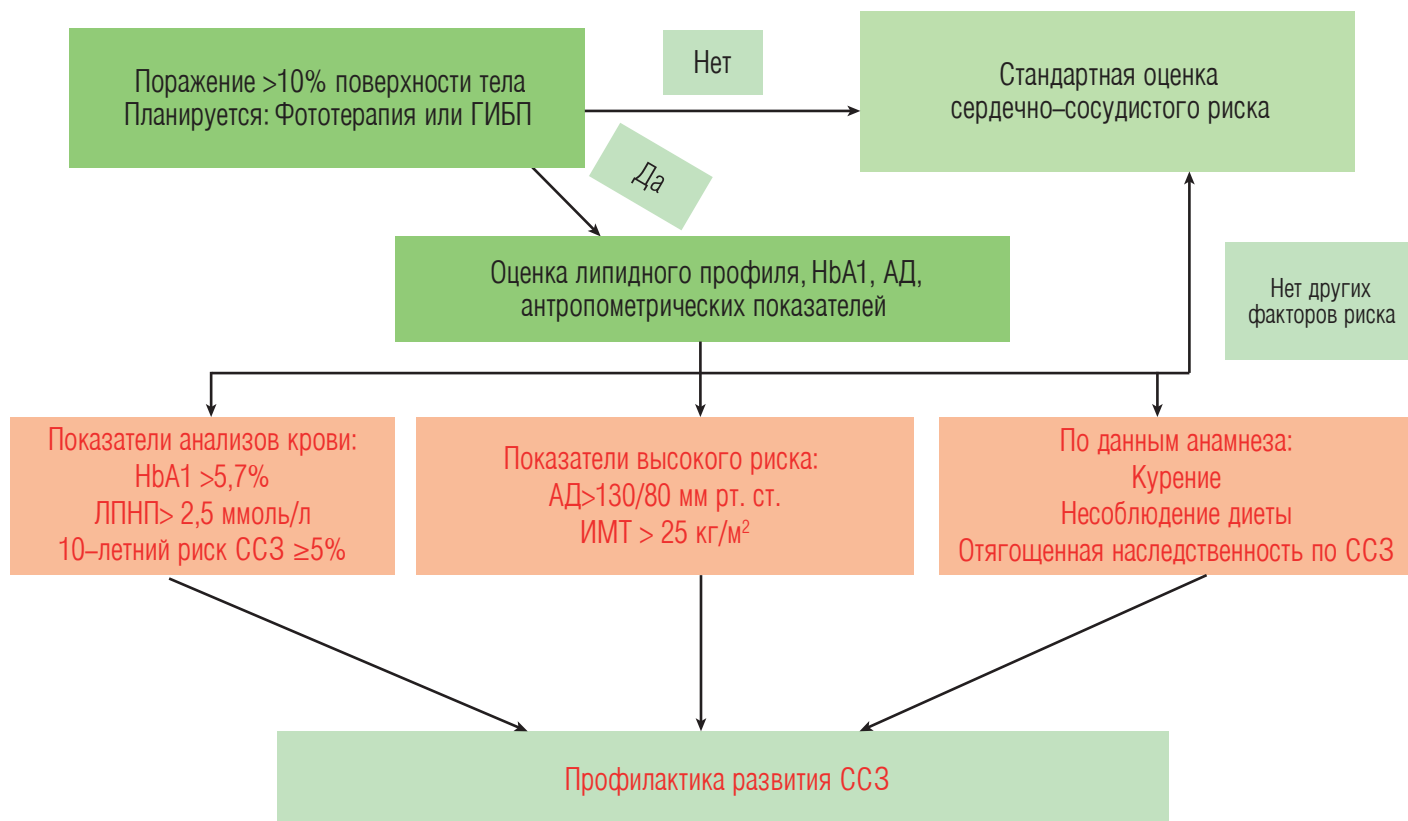 Поражение >10% поверхности тела
Планируется: Фототерапия или ГИБП
Нет
Стандартная оценка
сердечно–сосудистого риска
Да
Оценка липидного профиля, HbA1, АД,
антропометрических показателей
Нет других
факторов риска
Показатели анализов крови:
HbA1 >5,7%
ЛПНП> 2,5 ммоль/л
10–летний риск ССЗ ≥5%
Показатели высокого риска:
АД>130/80 мм рт. ст.
ИМТ > 25 кг/м²
По данным анамнеза:
Курение
Несоблюдение диеты
Отягощенная наследственность по ССЗ
Профилактика развития ССЗ